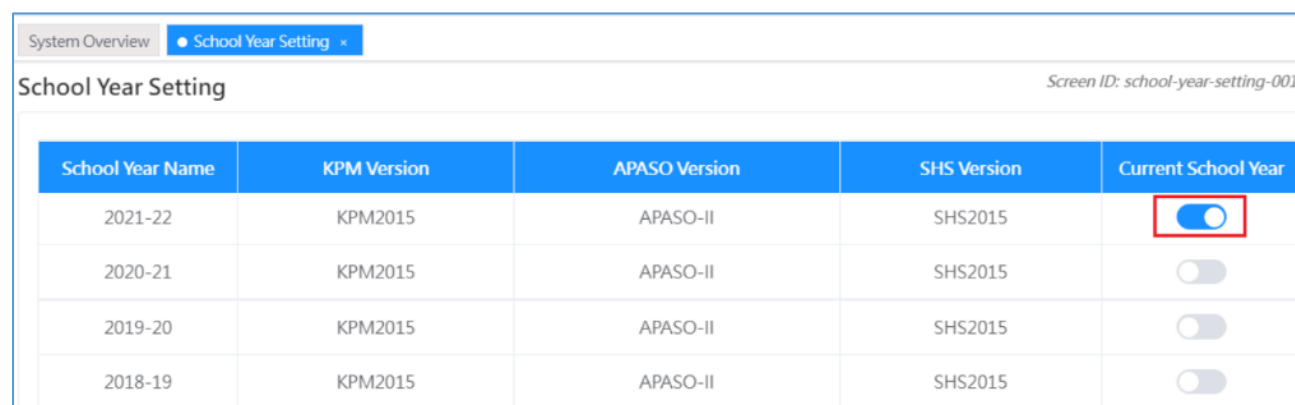 System Overview School Year Setting ×
School Year Setting Screen ID: school-year-setting-001
School Year Name KPM Version APASO Version SHS Version Current School Year
2021-22 KPM2015 APASO-II SHS2015
2020-21 KPM2015 APASO-II SHS2015
2019-20 KPM2015 APASO-II SHS2015
2018-19 KPM2015 APASO-II SHS2015